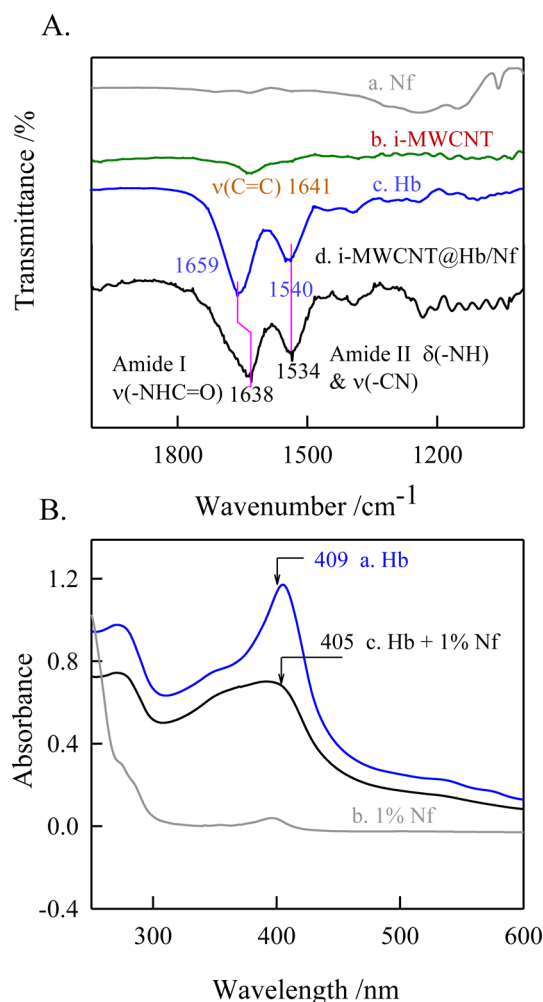 A.
Transmittance /%
a. Nf
b. i-MWCNT
ν(C=C) 1641
c. Hb
1659
1540
d. i-MWCNT@Hb/Nf
Amide I
ν(-NHC=O)
1638
1534
Amide II δ(-NH)
& ν(-CN)
1800 1500 1200
Wavenumber /cm-1
B.
Absorbance
409 a. Hb
405 c. Hb + 1% Nf
b. 1% Nf
1.2
0.8
0.4
0.0
-0.4
300 400 500 600
Wavelength /nm